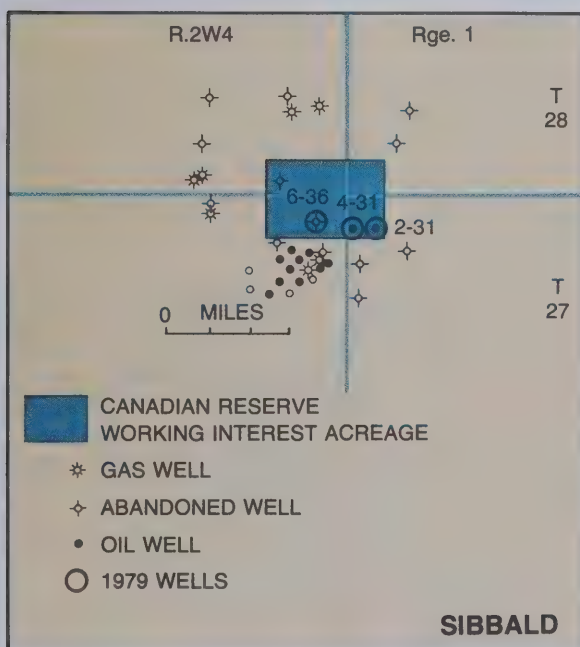 R.2W4 Rge. 1
T
28
6-36 4-31
2-31
0 MILES
T
27
CANADIAN RESERVE
WORKING INTEREST ACREAGE
GAS WELL
ABANDONED WELL
OIL WELL
1979 WELLS
SIBBALD